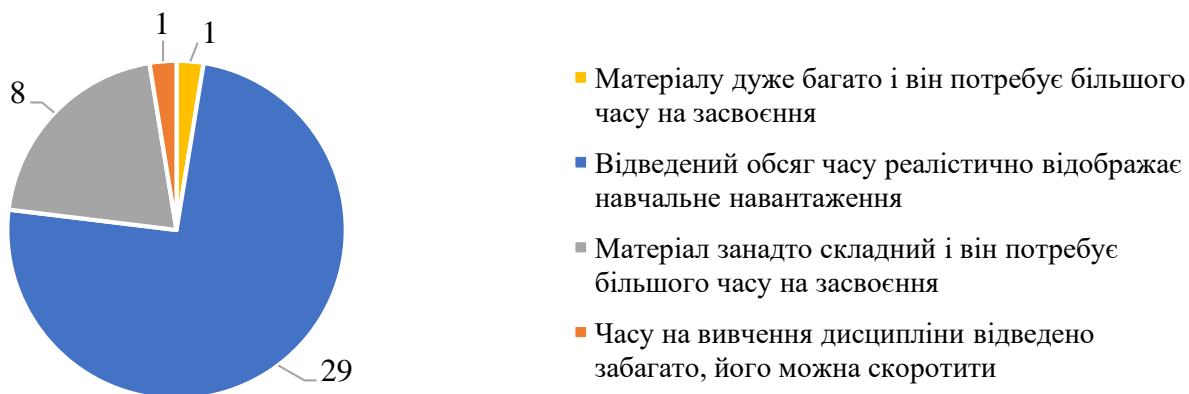 1
1
8
29
Матеріалу дуже багато і він потребує більшого
часу на засвоєння
Відведений обсяг часу реалістично відображає
навчальне навантаження
Матеріал занадто складний і він потребує
більшого часу на засвоєння
Часу на вивчення дисципліни відведено
забагато, його можна скоротити